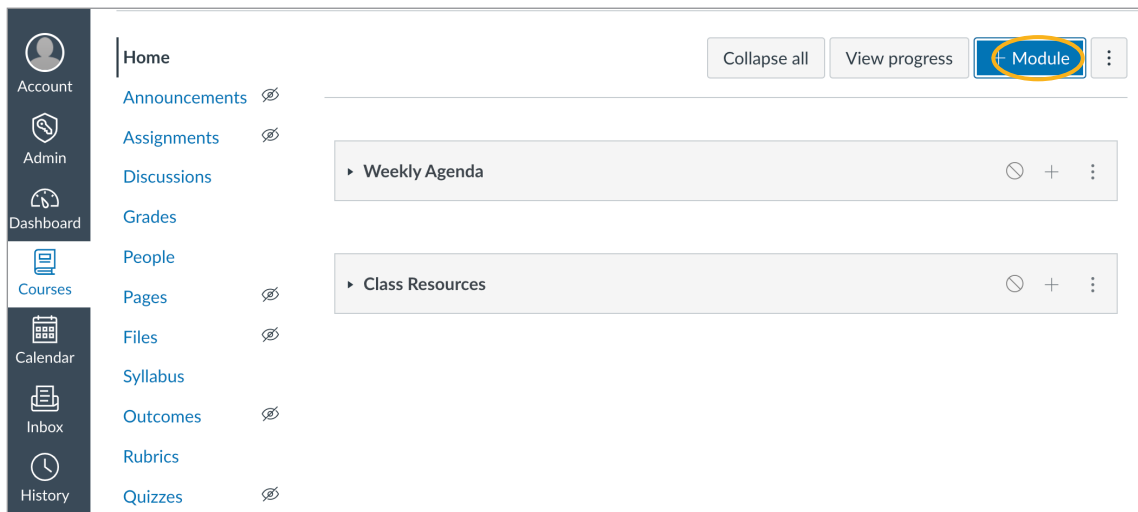 Account
Admin
Dashboard
Courses
Calendar
Inbox
History
Home
Announcements
Assignments
Discussions
Grades
People
Pages
Files
Syllabus
Outcomes
Rubrics
Quizzes
Collapse all View progress + Module
Weekly Agenda
Class Resources